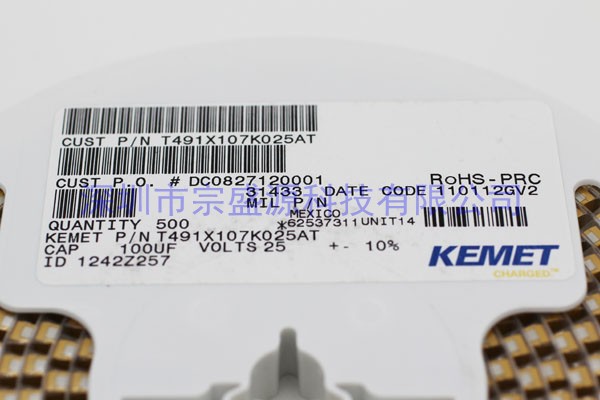 CUST P/N T491X107K025AT
CUST P.O. # DC0827120001
RoHS-PRC
31433 DATE CODE 110112GV2
MIL P/N
深圳市宗盛源科技有限公司
MEXICO
QUANTITY 500 *62537311UNIT14
KEMET P/N T491X107K025AT
CAP 100UF VOLTS 25 +- 10%
ID 1242Z257
KEMET
CHARGED.™